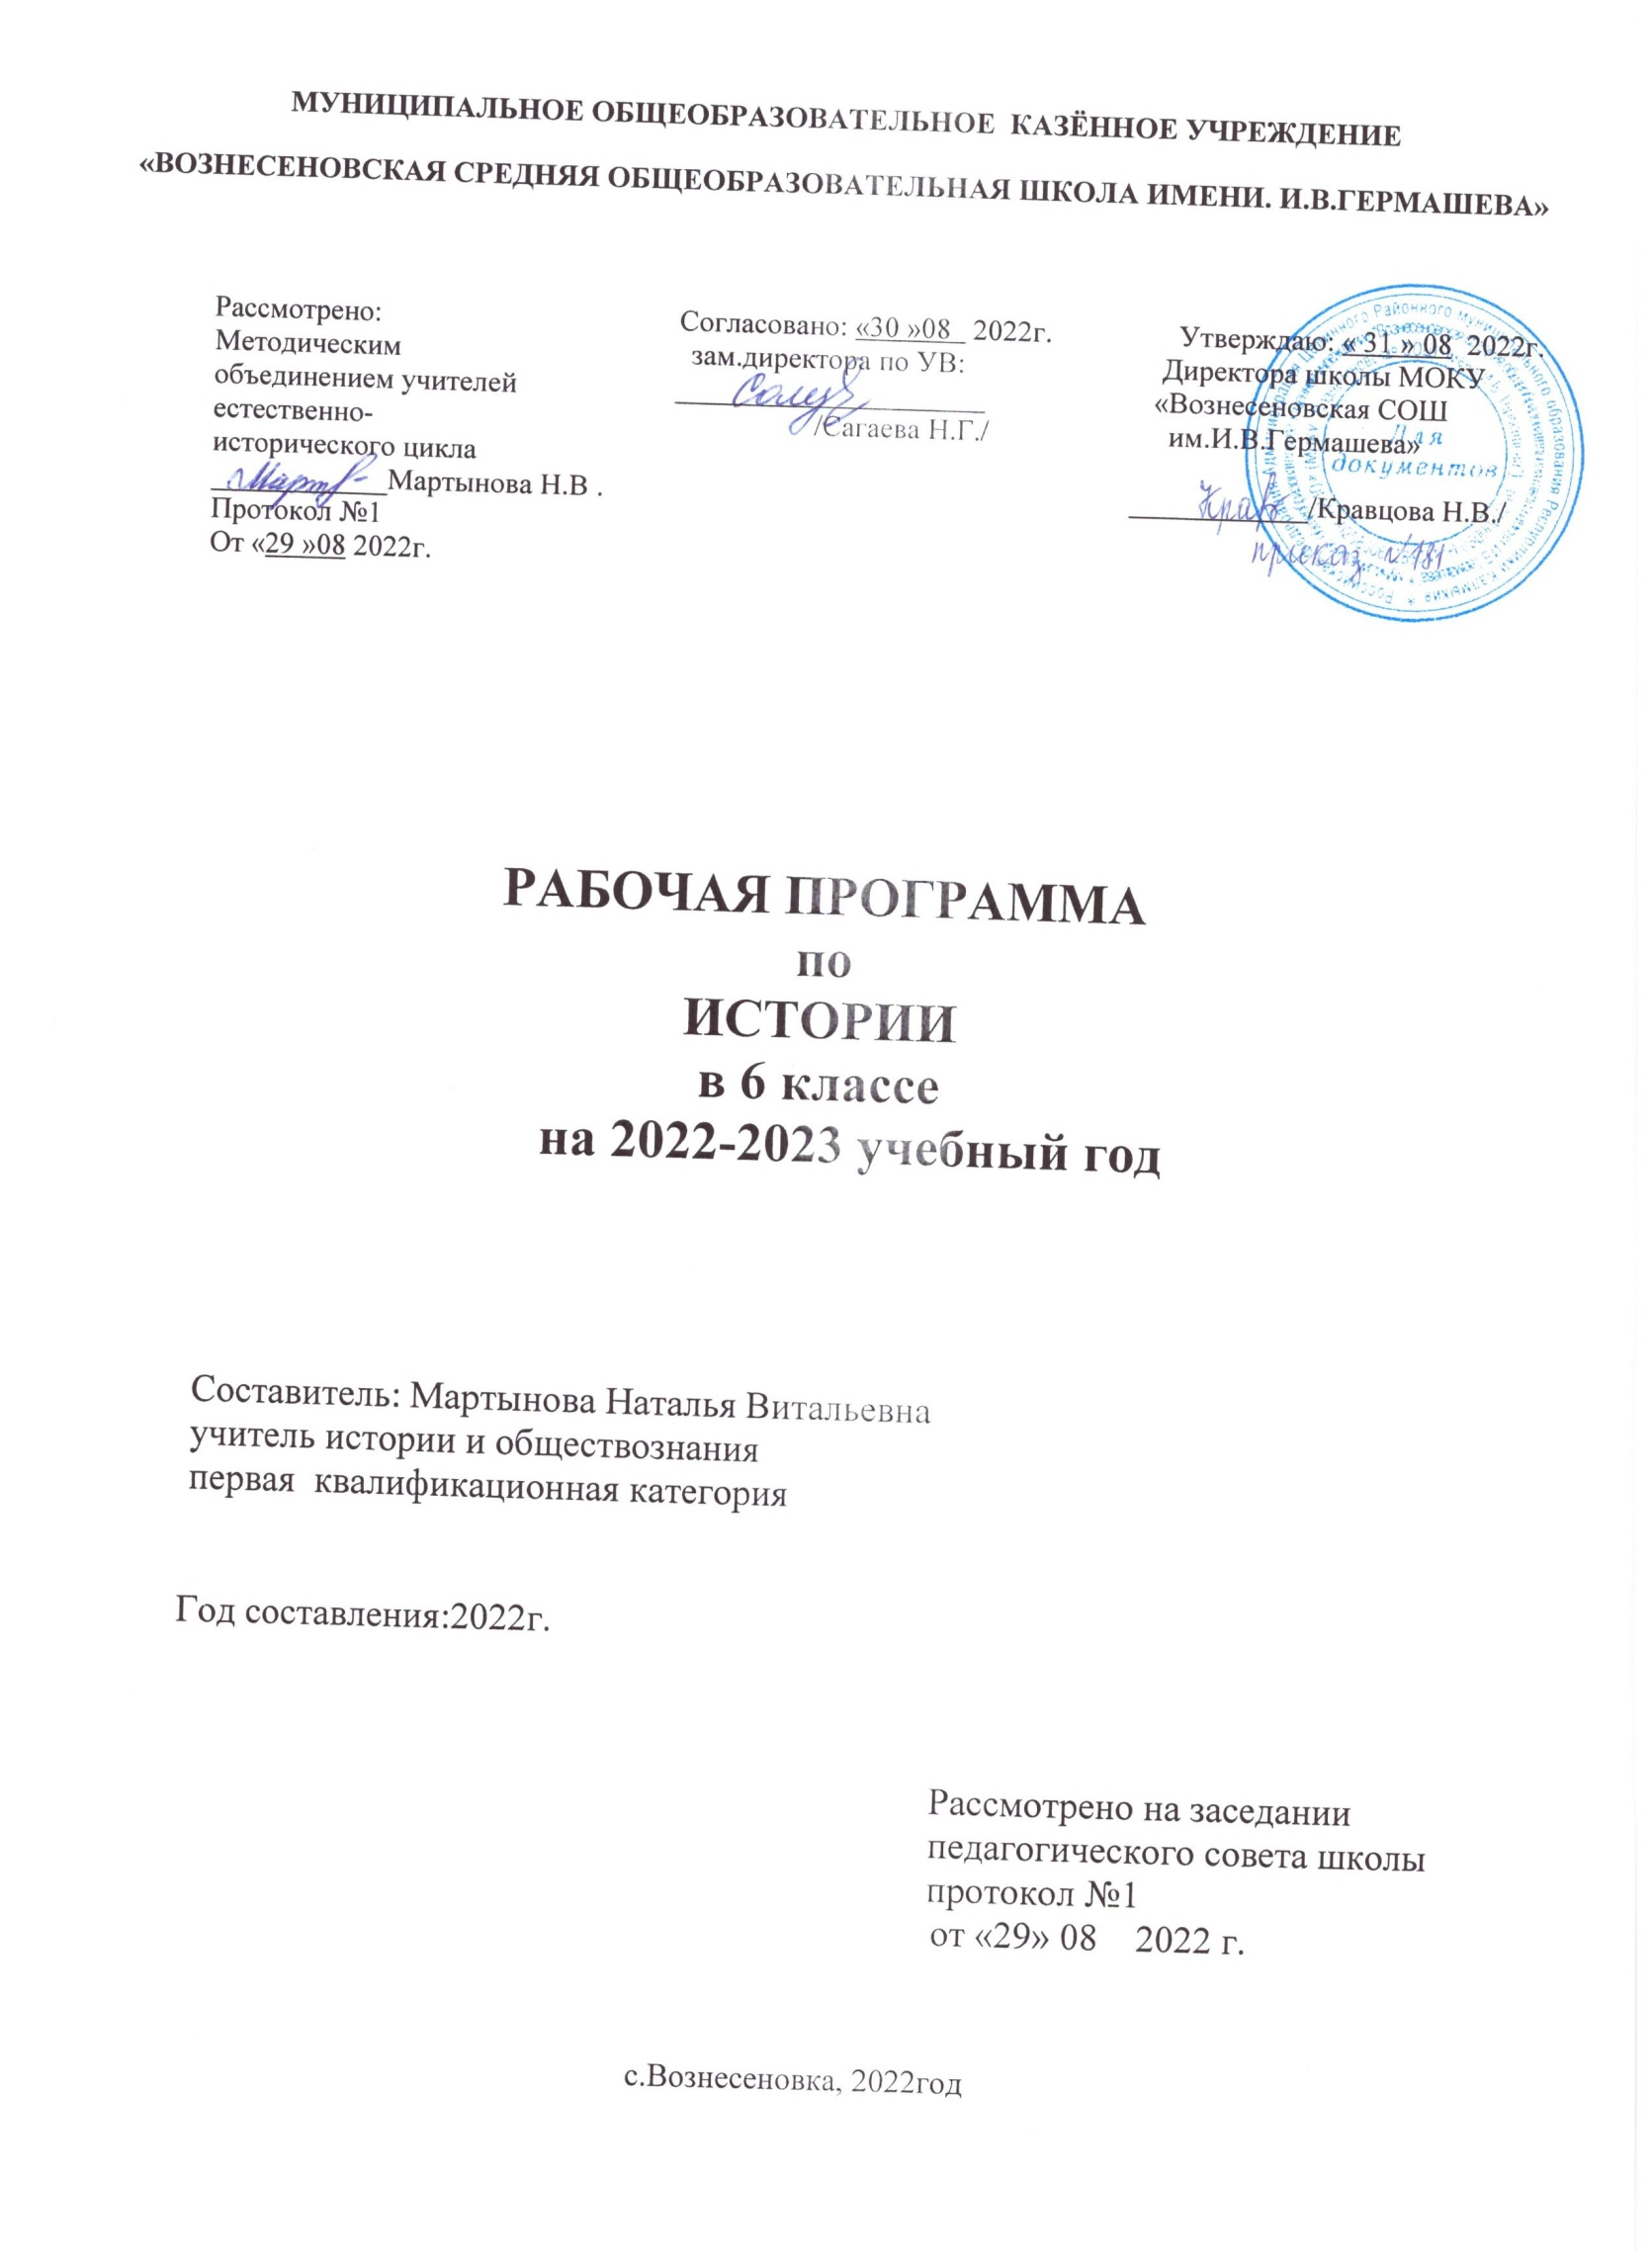 МУНИЦИПАЛЬНОЕ ОБЩЕОБРАЗОВАТЕЛЬНОЕ КАЗЁННОЕ УЧРЕЖДЕНИЕ
«ВОЗНЕСЕНОВСКАЯ СРЕДНЯЯ ОБЩЕОБРАЗОВАТЕЛЬНАЯ ШКОЛА ИМЕНИ. И.В.ГЕРМАШЕВА»
Рассмотрено:
Методическим
объединением учителей
естественно-
исторического цикла
Мартынова Н.В .
Протокол №1
От «29 »08 2022г.
Согласовано: «30 »08 2022г.
зам.директора по УВ:
/Сагаева Н.Г./
Утверждаю: « 31 » 08 2022г.
Директора школы МОКУ
«Вознесеновская СОШ
им.И.В.Гермашева»
/Кравцова Н.В./
приказ №181
Для
документов
РАБОЧАЯ ПРОГРАММА
по
ИСТОРИИ
в 6 классе
на 2022-2023 учебный год
Составитель: Мартынова Наталья Витальевна
учитель истории и обществознания
первая квалификационная категория
Год составления:2022г.
Рассмотрено на заседании
педагогического совета школы
протокол №1
от «29» 08 2022 г.
с.Вознесеновка, 2022год